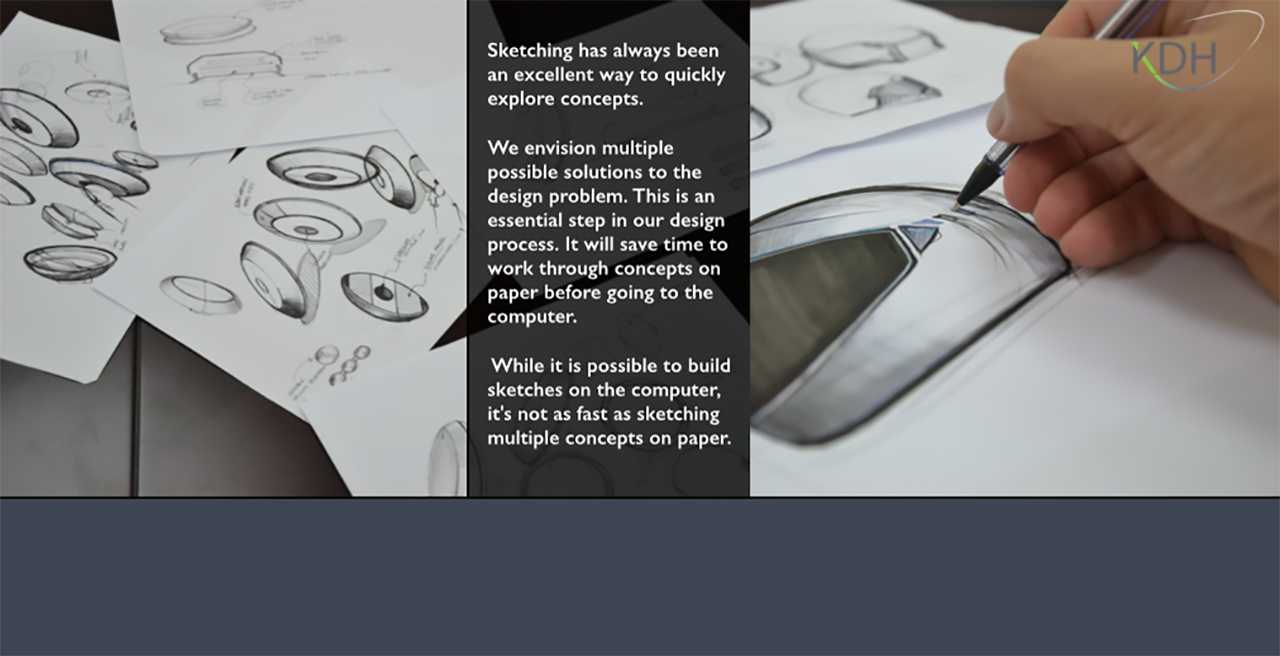 Sketching has always been
an excellent way to quickly
explore concepts.
We envision multiple
possible solutions to the
design problem. This is an
essential step in our design
process. It will save time to
work through concepts on
paper before going to the
computer.
While it is possible to build
sketches on the computer,
it's not as fast as sketching
multiple concepts on paper.
KDH